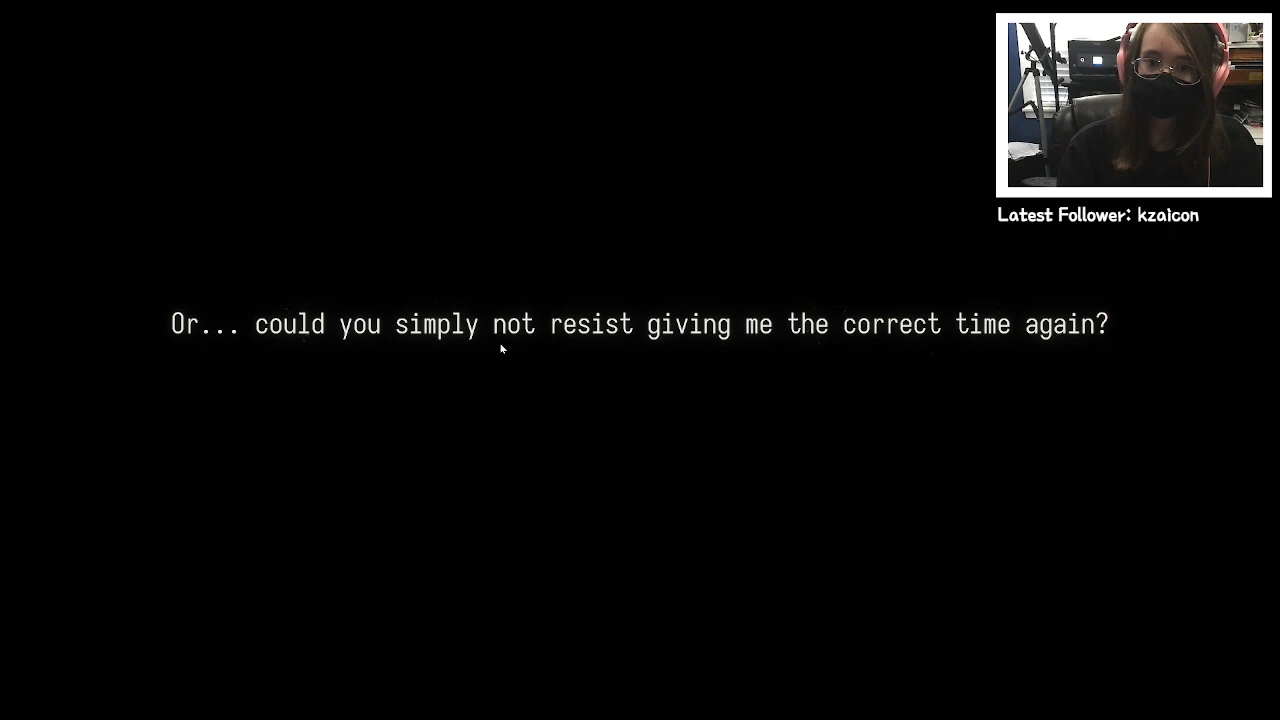 Latest Follower: kzaicon
Or... could you simply not resist giving me the correct time again?